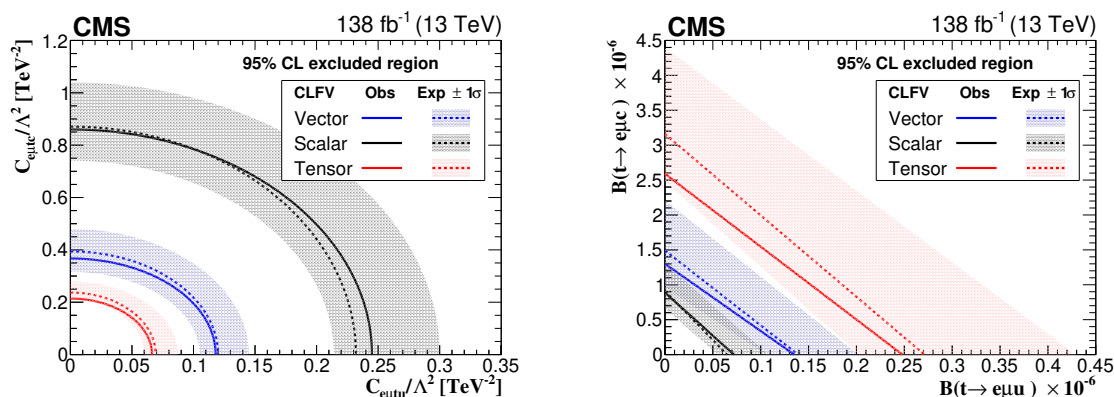 CMS 138 fb⁻¹ (13 TeV)
95% CL excluded region
CLFV Obs Exp ± 1σ
Vector
Scalar
Tensor
1.2
1
0.8
0.6
0.4
0.2
0
0 0.05 0.1 0.15 0.2 0.25 0.3 0.35
C_eμtc/Λ² [TeV⁻²]
C_eμtu/Λ² [TeV⁻²]
CMS 138 fb⁻¹ (13 TeV)
95% CL excluded region
CLFV Obs Exp ± 1σ
Vector
Scalar
Tensor
4.5
4
3.5
3
2.5
2
1.5
1
0.5
0
0 0.05 0.1 0.15 0.2 0.25 0.3 0.35 0.4 0.45
B(t→ eμc) × 10⁻⁶
B(t→ eμu) × 10⁻⁶